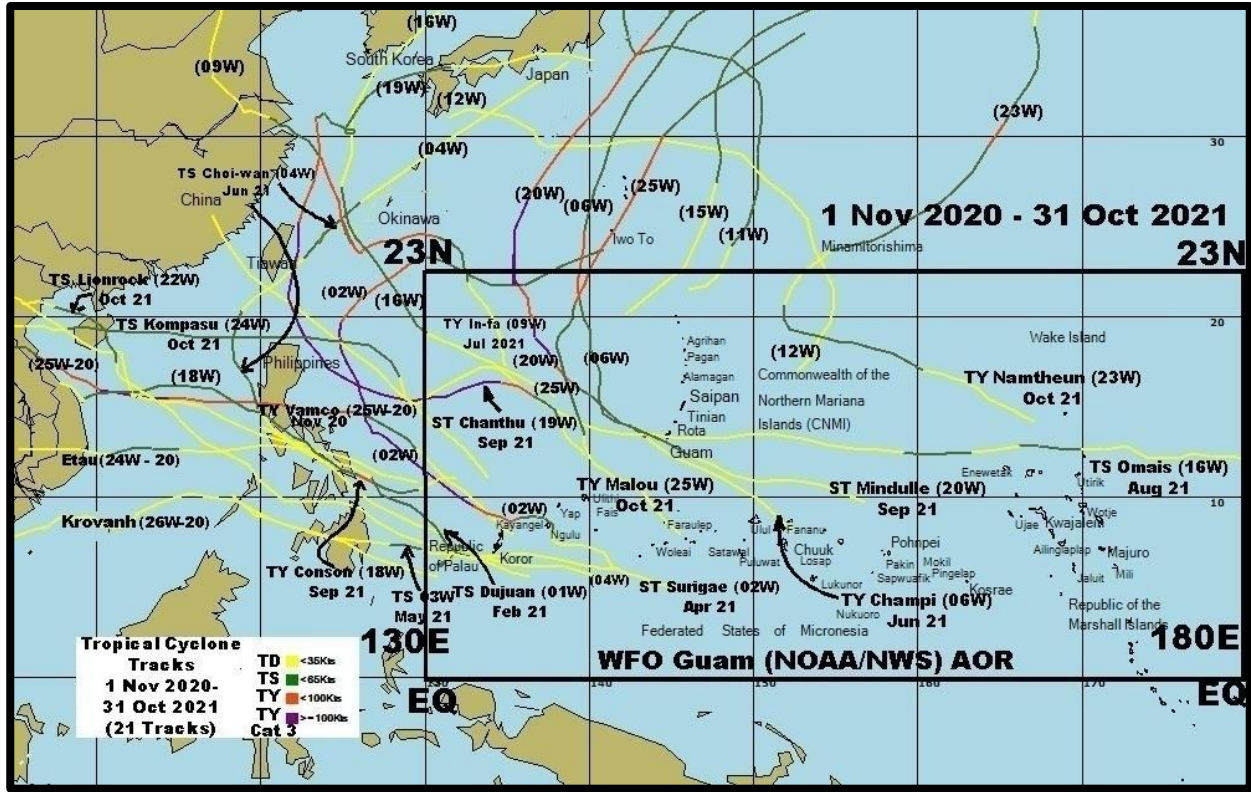 (16W)
South Korea
(09W)
Japan
(19W)
(12W)
(23W)
30
(04W)
TS Choi-wan (04W)
Jun 21
China
(20W)
(06W)
(25W)
(15W)
(11W)
1 Nov 2020 - 31 Oct 2021
Okinawa
Iwo To
Minamitorishima
23N
23N
Tiawan
TS Lionrock (22W)
Oct 21
(02W)
(16W)
TS Kompasu (24W)
Oct 21
TY In-fa (09W)
Jul 2021
20
Agrihan
Pagan
Alamagan
Saipan
Tinian
Rota
Guam
Wake Island
(25W-20)
(18W)
Philippines
(20W)
(06W)
(25W)
(12W)
Commonwealth of the
Northern Mariana
Islands (CNMI)
TY Namtheun (23W)
Oct 21
TY Vamco (25W-20)
Nov 20
ST Chanthu (19W)
Sep 21
(02W)
Etau(24W - 20)
TY Malou (25W)
Oct 21
ST Mindulle (20W)
Sep 21
Enewetak
TS Omais (16W)
Aug 21
Utirik
10
Krovanh (26W-20)
(02W)
Ulithi
Yap
Fais
Kayangel
Ngulu
Faraulep
Ulul
Fananu
Ujae
Kwajalein
Wotje
Republic
of Palau
Koror
Woleai
Satawal
Puluwat
Chuuk
Losap
Pohnpei
Pakin
Mokil
Sapwuafik
Pingelap
Ailinglaplap
Majuro
Mili
Jaluit
Kosrae
TY Conson (18W)
Sep 21
TS 03W
May 21
TS Dujuan (01W)
Feb 21
(04W)
ST Surigae (02W)
Apr 21
Lukunor
Nukuoro
TY Champi (06W)
Jun 21
Republic of the
Marshall Islands
Federated States of Micronesia
130E
180E
WFO Guam (NOAA/NWS) AOR
130
140
150
160
170
EQ
EQ
Tropical Cyclone
Tracks
1 Nov 2020-
31 Oct 2021
(21 Tracks)
TD <35Kts
TS <65Kts
TY <100Kts
TY >=100Kts
Cat 3